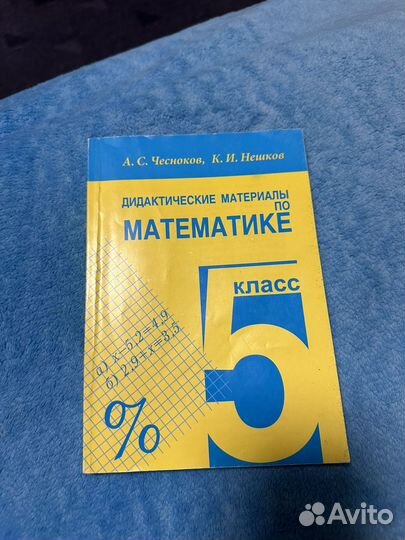 А. С. Чесноков, К. И. Нешков
ДИДАКТИЧЕСКИЕ МАТЕРИАЛЫ
ПО
МАТЕМАТИКЕ
класс
5
а) x−5,2=4,9
б) 2,9+x=3,5
%
Avito